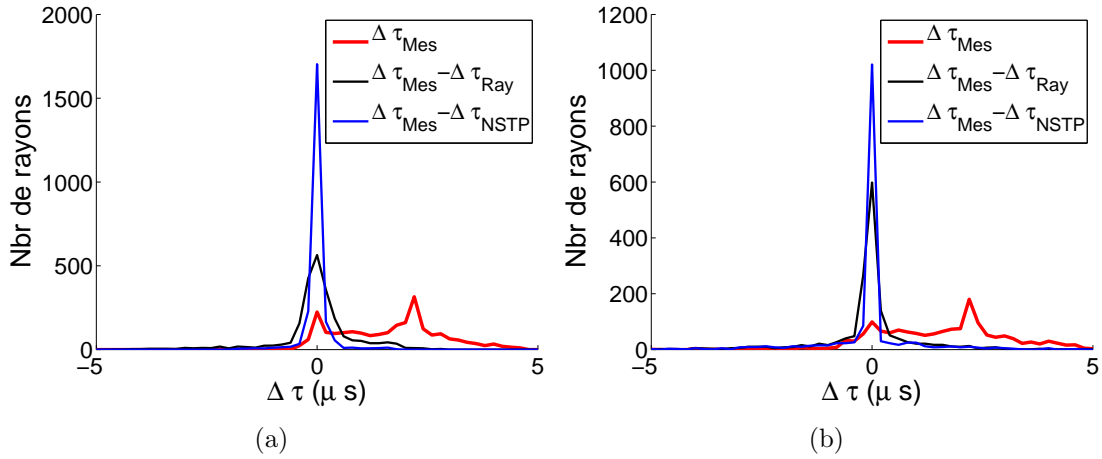 2000
1500
1000
500
0
−5
0
5
Nbr de rayons
Δ τ (μ s)
Δ τMes
Δ τMes−Δ τRay
Δ τMes−Δ τNSTP
(a)
1200
1000
800
600
400
200
0
−5
0
5
Nbr de rayons
Δ τ (μ s)
Δ τMes
Δ τMes−Δ τRay
Δ τMes−Δ τNSTP
(b)